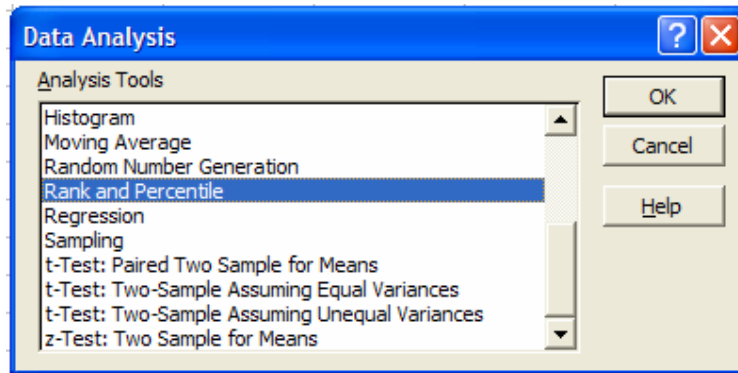 Data Analysis
Analysis Tools
Histogram
Moving Average
Random Number Generation
Rank and Percentile
Regression
Sampling
t-Test: Paired Two Sample for Means
t-Test: Two-Sample Assuming Equal Variances
t-Test: Two-Sample Assuming Unequal Variances
z-Test: Two Sample for Means
OK
Cancel
Help